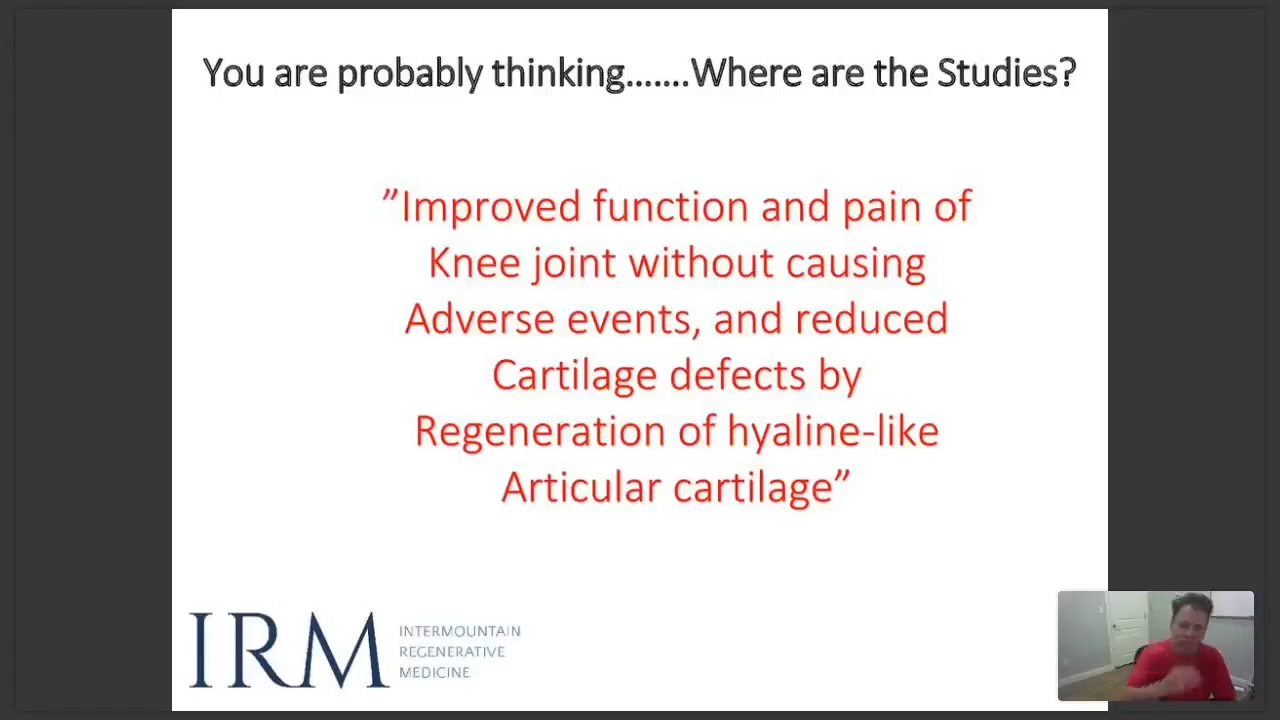 You are probably thinking.......Where are the Studies?
”Improved function and pain of
Knee joint without causing
Adverse events, and reduced
Cartilage defects by
Regeneration of hyaline-like
Articular cartilage”
IRM
INTERMOUNTAIN
REGENERATIVE
MEDICINE